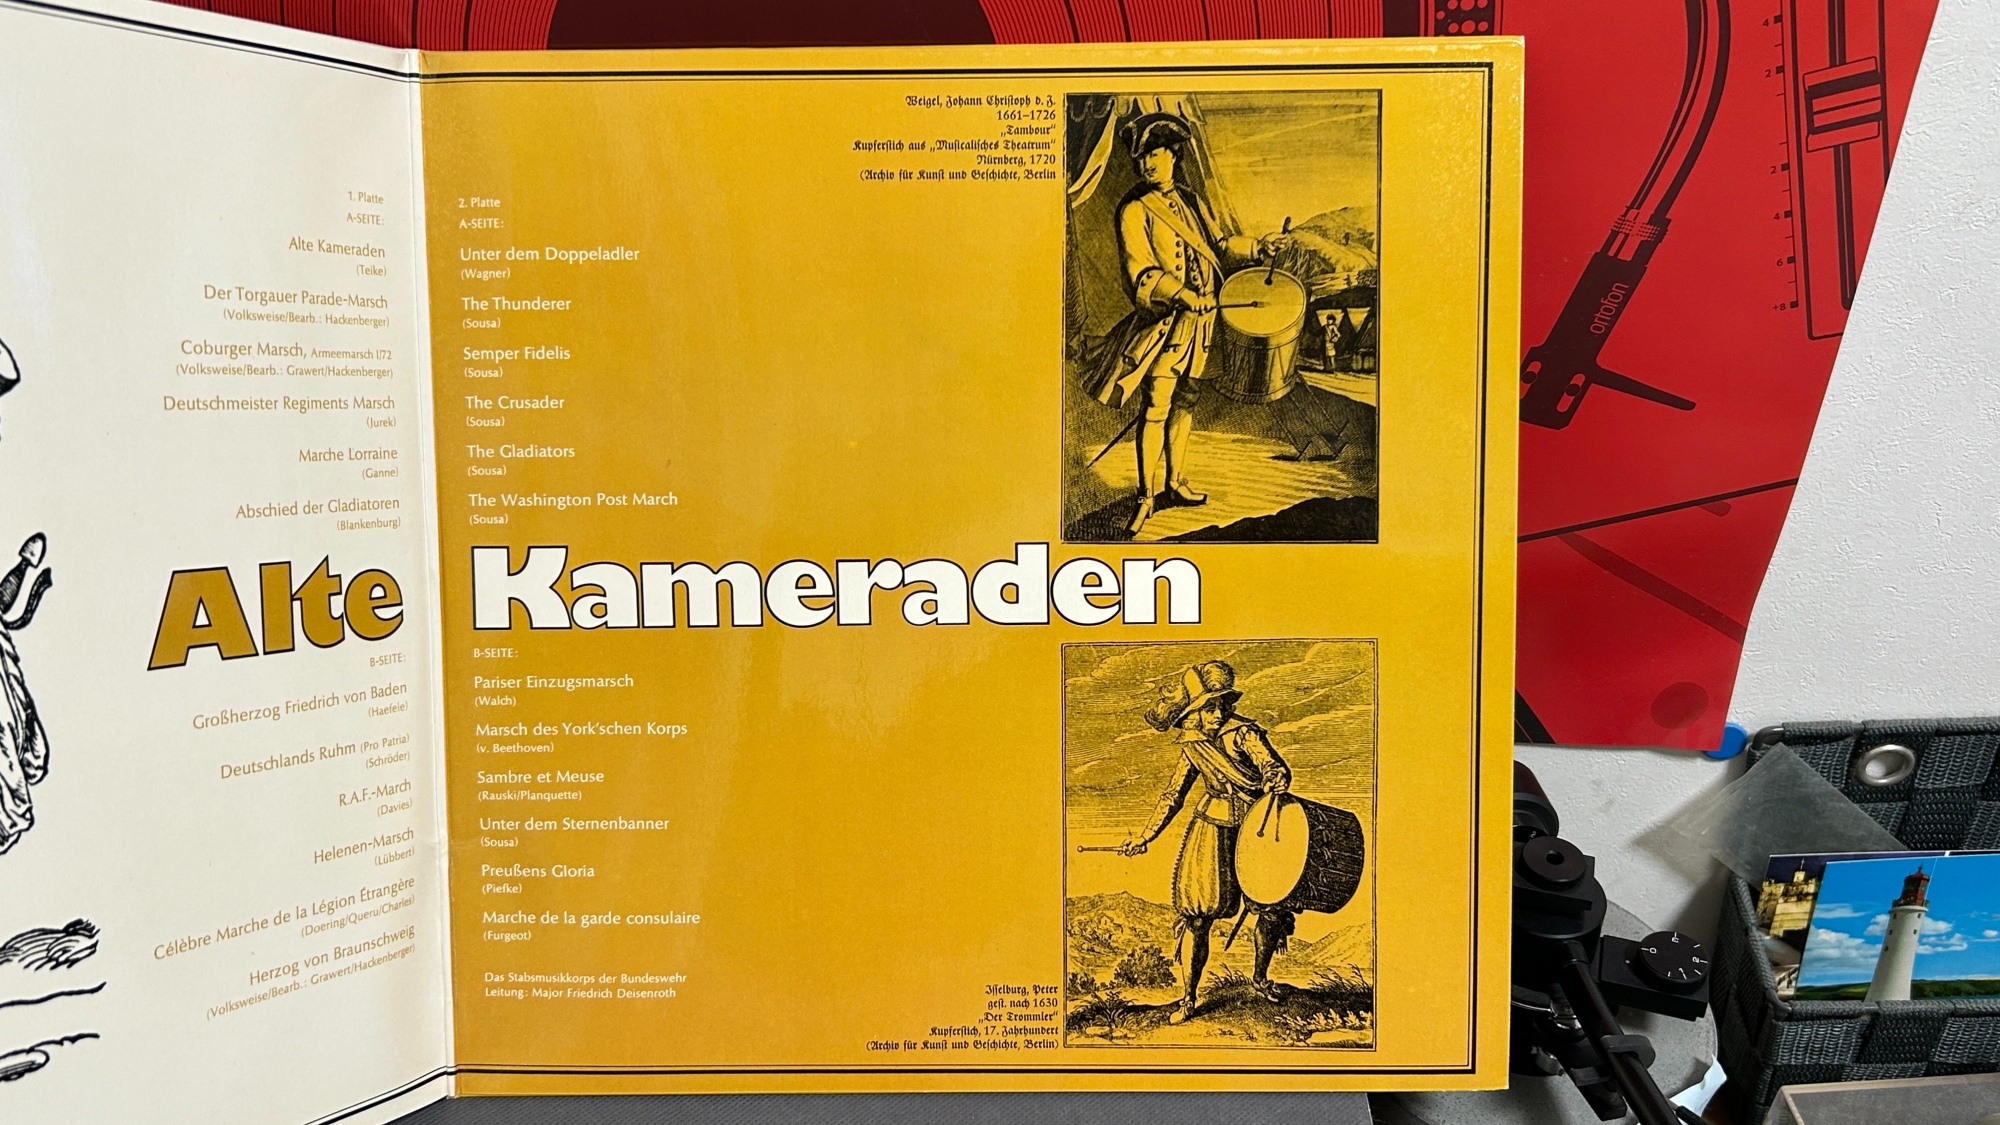 1. Platte
A-SEITE:
Alte Kameraden
(Teike)
Der Torgauer Parade-Marsch
(Volksweise/Bearb.: Hackenberger)
Coburger Marsch, Armeemarsch I/72
(Volksweise/Bearb.: Grawert/Hackenberger)
Deutschmeister Regiments Marsch
(Jurek)
Marche Lorraine
(Ganne)
Abschied der Gladiatoren
(Blankenburg)
Alte
B-SEITE:
Großherzog Friedrich von Baden
(Haefele)
Deutschlands Ruhm (Pro Patria)
(Schröder)
R.A.F.-March
(Davies)
Helenen-Marsch
(Lübbert)
Célèbre Marche de la Légion Étrangère
(Doering/Queru/Charles)
Herzog von Braunschweig
(Volksweise/Bearb.: Grawert/Hackenberger)
2. Platte
A-SEITE:
Unter dem Doppeladler
(Wagner)
The Thunderer
(Sousa)
Semper Fidelis
(Sousa)
The Crusader
(Sousa)
The Gladiators
(Sousa)
The Washington Post March
(Sousa)
Kameraden
B-SEITE:
Pariser Einzugsmarsch
(Walch)
Marsch des York'schen Korps
(v. Beethoven)
Sambre et Meuse
(Rauski/Planquette)
Unter dem Sternenbanner
(Sousa)
Preußens Gloria
(Piefke)
Marche de la garde consulaire
(Furgeot)
Das Stabsmusikkorps der Bundeswehr
Leitung: Major Friedrich Deisenroth
Weigel, Johann Christoph d. J.
1661–1726
„Tambour“
Kupferstich aus „Musicalisches Theatrum“
Nürnberg, 1720
(Archiv für Kunst und Geschichte, Berlin
Isselburg, Peter
gest. nach 1630
„Der Trommler“
Kupferstich, 17. Jahrhundert
(Archiv für Kunst und Geschichte, Berlin)
ortofon
4
2
2
4
6
+8
0
2